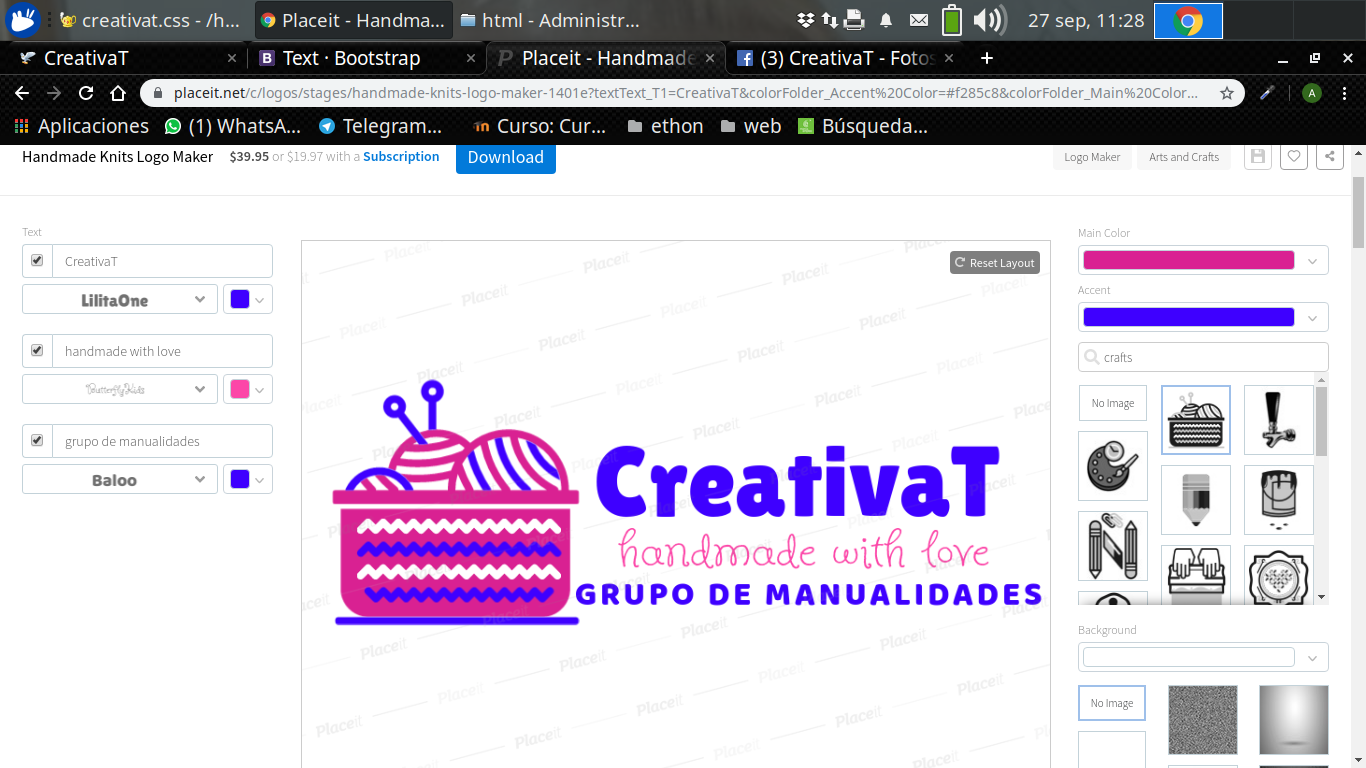 creativat.css - /h...
Placeit - Handma...
html - Administr...
27 sep, 11:28
CreativaT
Text · Bootstrap
Placeit - Handmade
(3) CreativaT - Fotos
placeit.net/c/logos/stages/handmade-knits-logo-maker-1401e?textText_T1=CreativaT&colorFolder_Accent%20Color=#f285c8&colorFolder_Main%20Color...
A
Aplicaciones
(1) WhatsA...
Telegram...
Curso: Cur...
ethon
web
Búsqueda...
Handmade Knits Logo Maker
$39.95 or $19.97 with a Subscription
Download
Logo Maker
Arts and Crafts
Text
CreativaT
LilitaOne
handmade with love
ButterflyKids
grupo de manualidades
Baloo
Reset Layout
CreativaT
handmade with love
GRUPO DE MANUALIDADES
Placeit
Main Color
Accent
crafts
No Image
Background
No Image